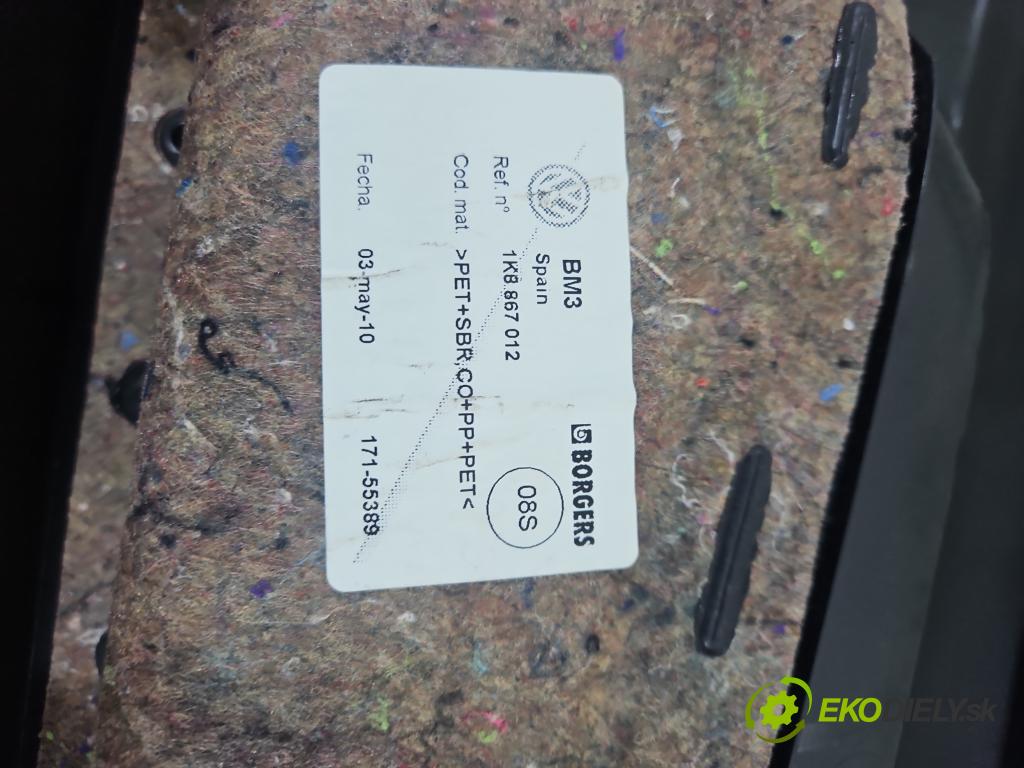 BM3
BORGERS
Spain
08S
Ref. n° 1K8.867 012
Cod. mat. >PET+SBR,CO+PP+PET<
Fecha. 03-may-10 171-55389
EKODIELY.sk